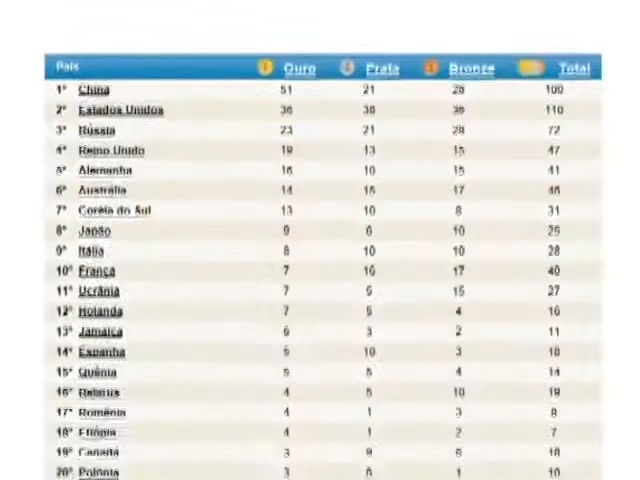 País Ouro Prata Bronze Total
1º China 51 21 28 100
2º Estados Unidos 36 38 36 110
3º Rússia 23 21 28 72
4º Reino Unido 19 13 15 47
5º Alemanha 16 10 15 41
6º Austrália 14 15 17 46
7º Coréia do Sul 13 10 8 31
8º Japão 9 6 10 25
9º Itália 8 10 10 28
10º França 7 16 17 40
11º Ucrânia 7 5 15 27
12º Holanda 7 5 4 16
13º Jamaica 6 3 2 11
14º Espanha 5 10 3 18
15º Quênia 5 5 4 14
16º Belarus 4 5 10 19
17º Romênia 4 1 3 8
18º Etiópia 4 1 2 7
19º Canadá 3 9 6 18
20º Polônia 3 6 1 10